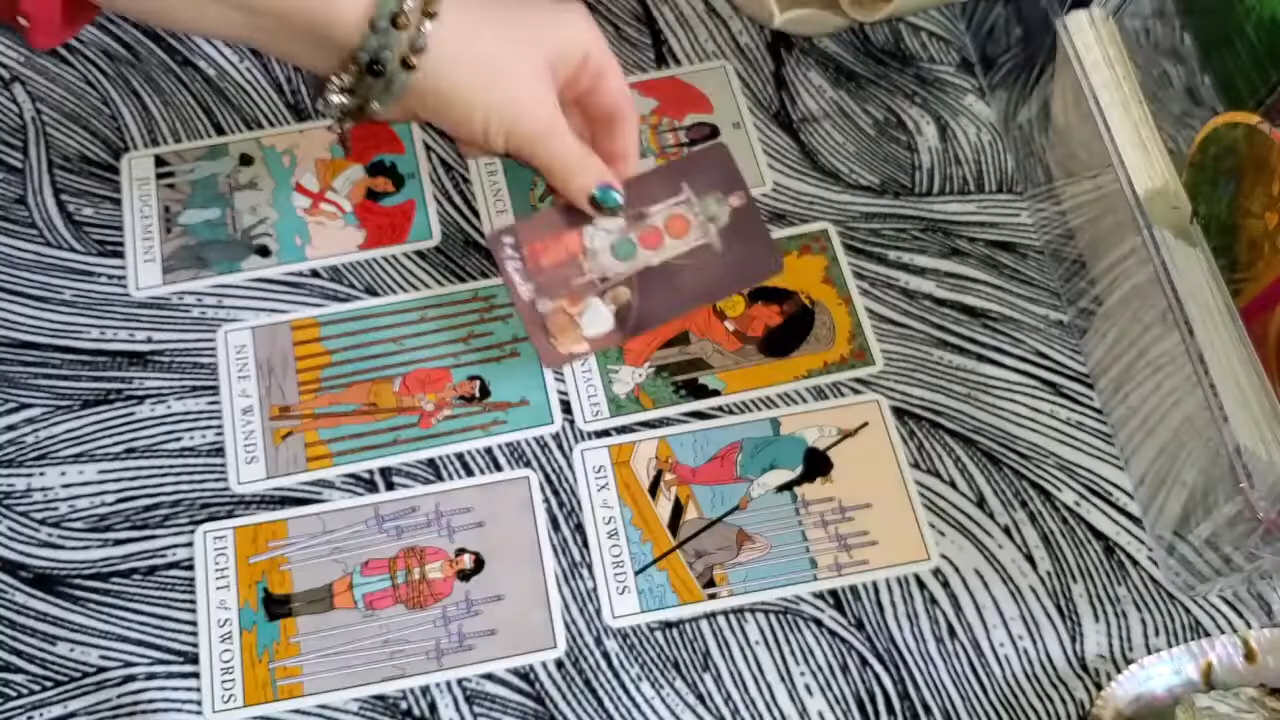 JUDGEMENT
ERANCE
NINE of WANDS
NTACLES
EIGHT of SWORDS
SIX of SWORDS